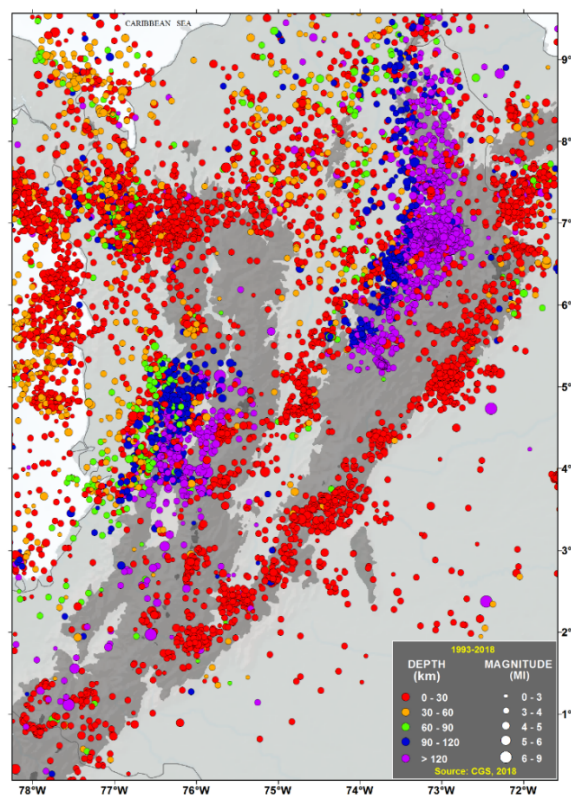 CARIBBEAN SEA
9°
8°
7°
6°
5°
4°
3°
2°
1°
1993-2018
DEPTH
(km)
MAGNITUDE
(Ml)
0 - 30
0 - 3
30 - 60
3 - 4
60 - 90
4 - 5
90 - 120
5 - 6
> 120
6 - 9
Source: CGS, 2018
78°W
77°W
76°W
75°W
74°W
73°W
72°W